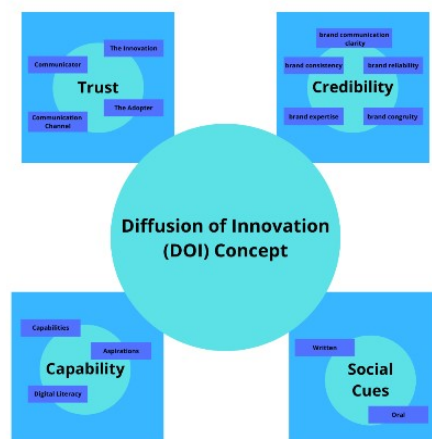 The Innovation
Communicator
Trust
The Adopter
Communication
Channel
brand communication
clarity
brand consistency
brand reliability
Credibility
brand expertise
brand congruity
Diffusion of Innovation
(DOI) Concept
Capabilities
Aspirations
Capability
Digital Literacy
Written
Social
Cues
Oral